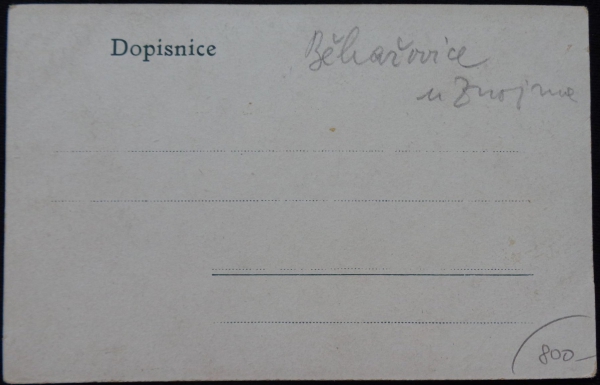 Dopisnice
Běhařovice
u Znojma
800-